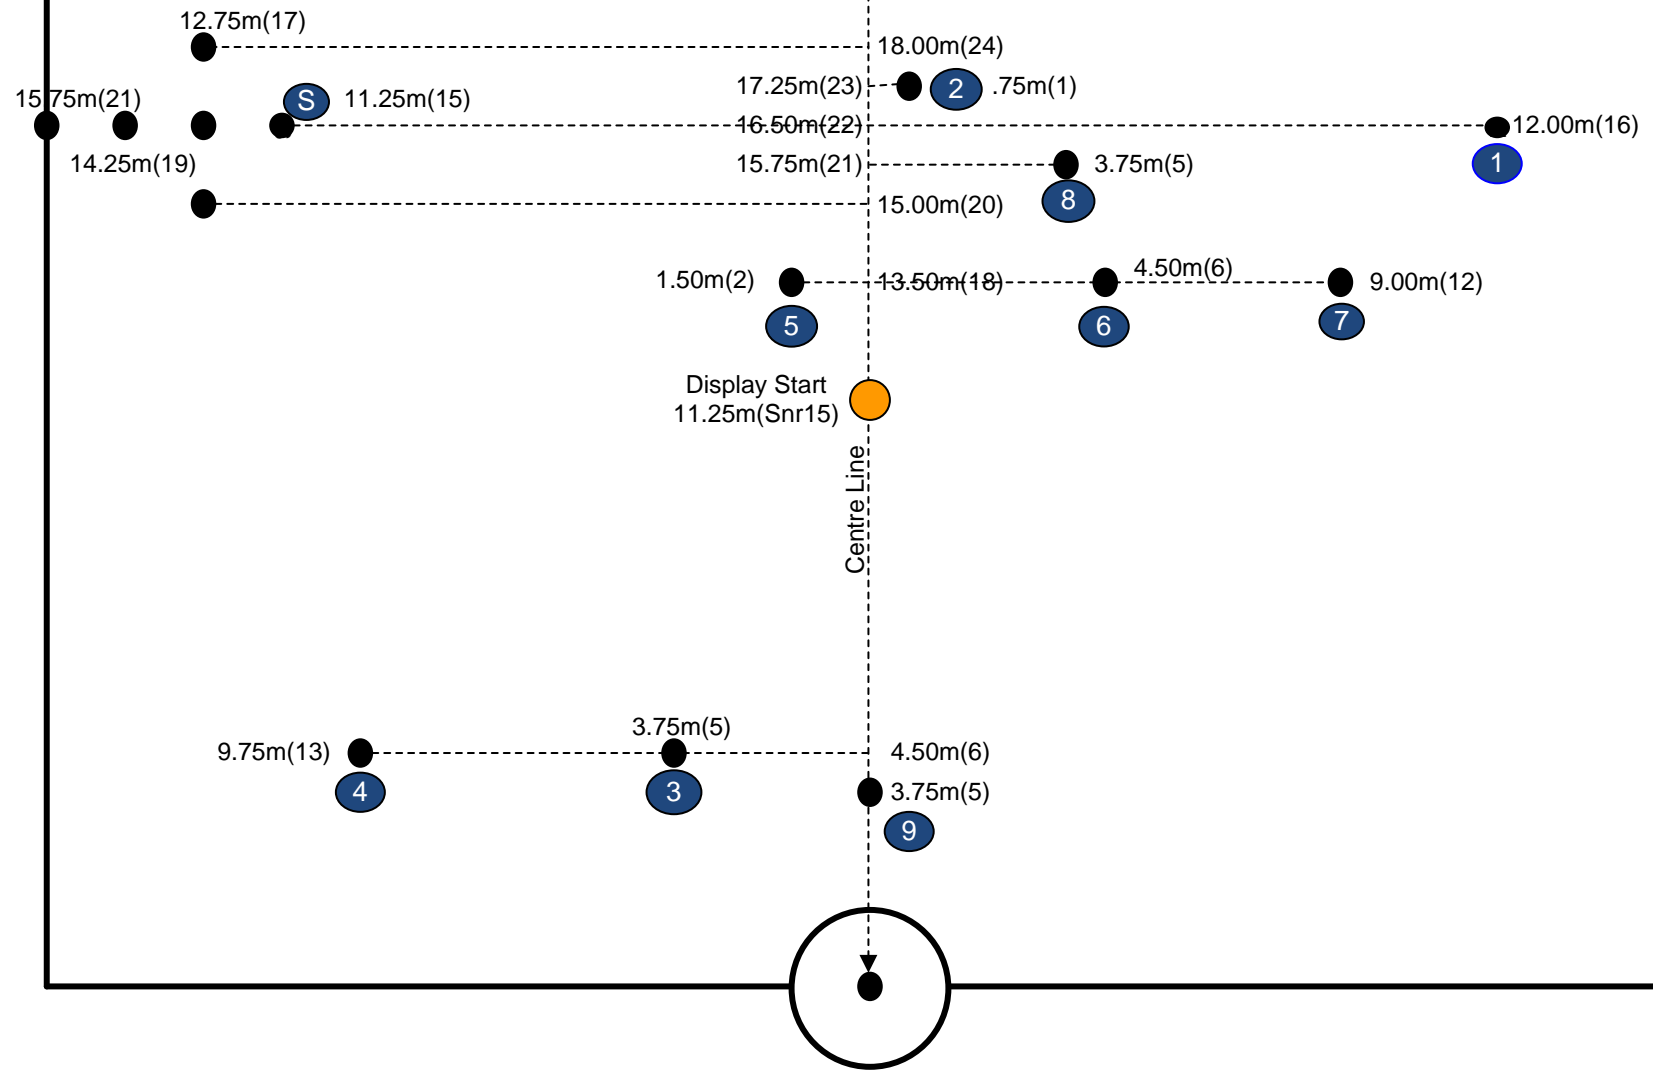 12.75m(17)
18.00m(24)
17.25m(23)
2
.75m(1)
15.75m(21)
S
11.25m(15)
16.50m(22)
12.00m(16)
14.25m(19)
15.75m(21)
3.75m(5)
1
8
15.00m(20)
1.50m(2)
13.50m(18)
4.50m(6)
9.00m(12)
5
6
7
Display Start
11.25m(Snr15)
Centre Line
3.75m(5)
9.75m(13)
4.50m(6)
4
3
3.75m(5)
9